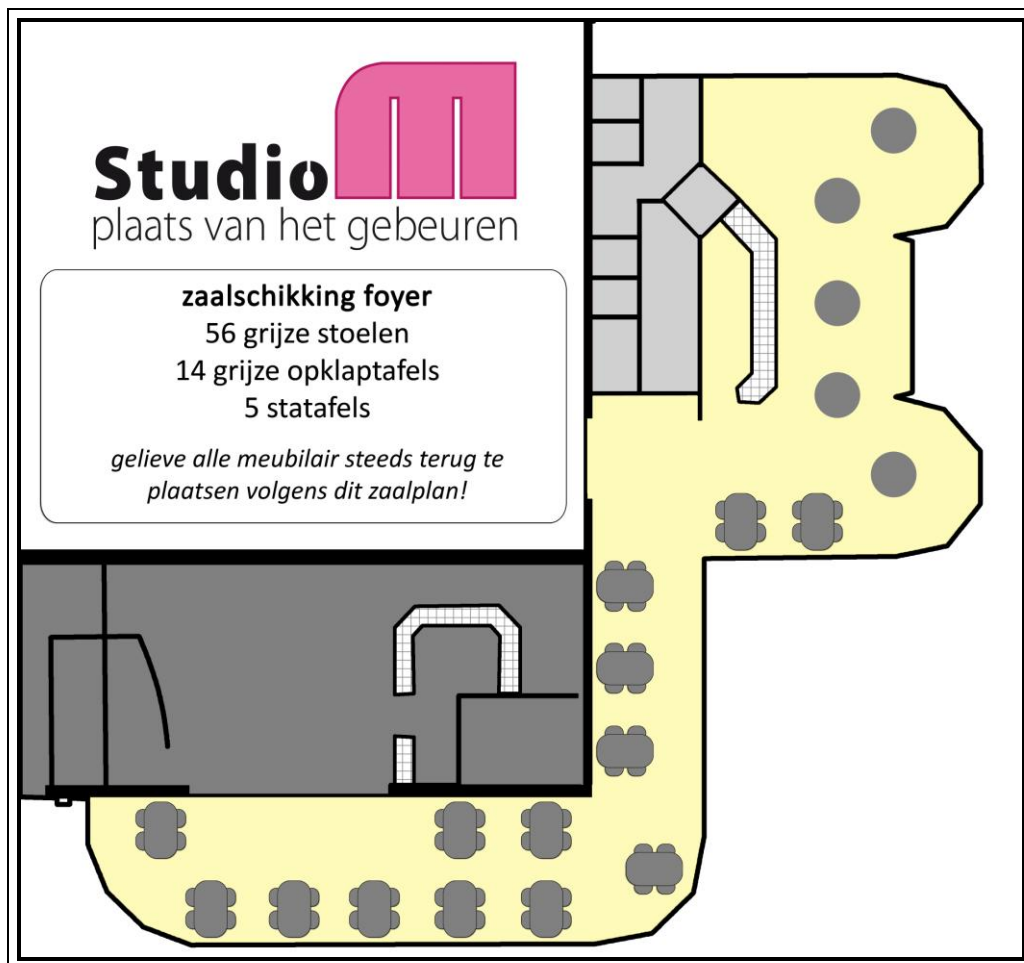 Studio
plaats van het gebeuren
zaalschikking foyer
56 grijze stoelen
14 grijze opklaptafels
5 statafels
gelieve alle meubilair steeds terug te
plaatsen volgens dit zaalplan!